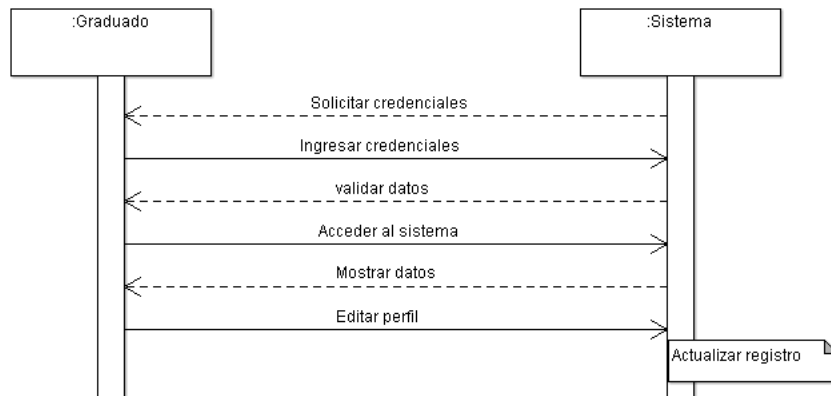 :Graduado
:Sistema
Solicitar credenciales
Ingresar credenciales
validar datos
Acceder al sistema
Mostrar datos
Editar perfil
Actualizar registro